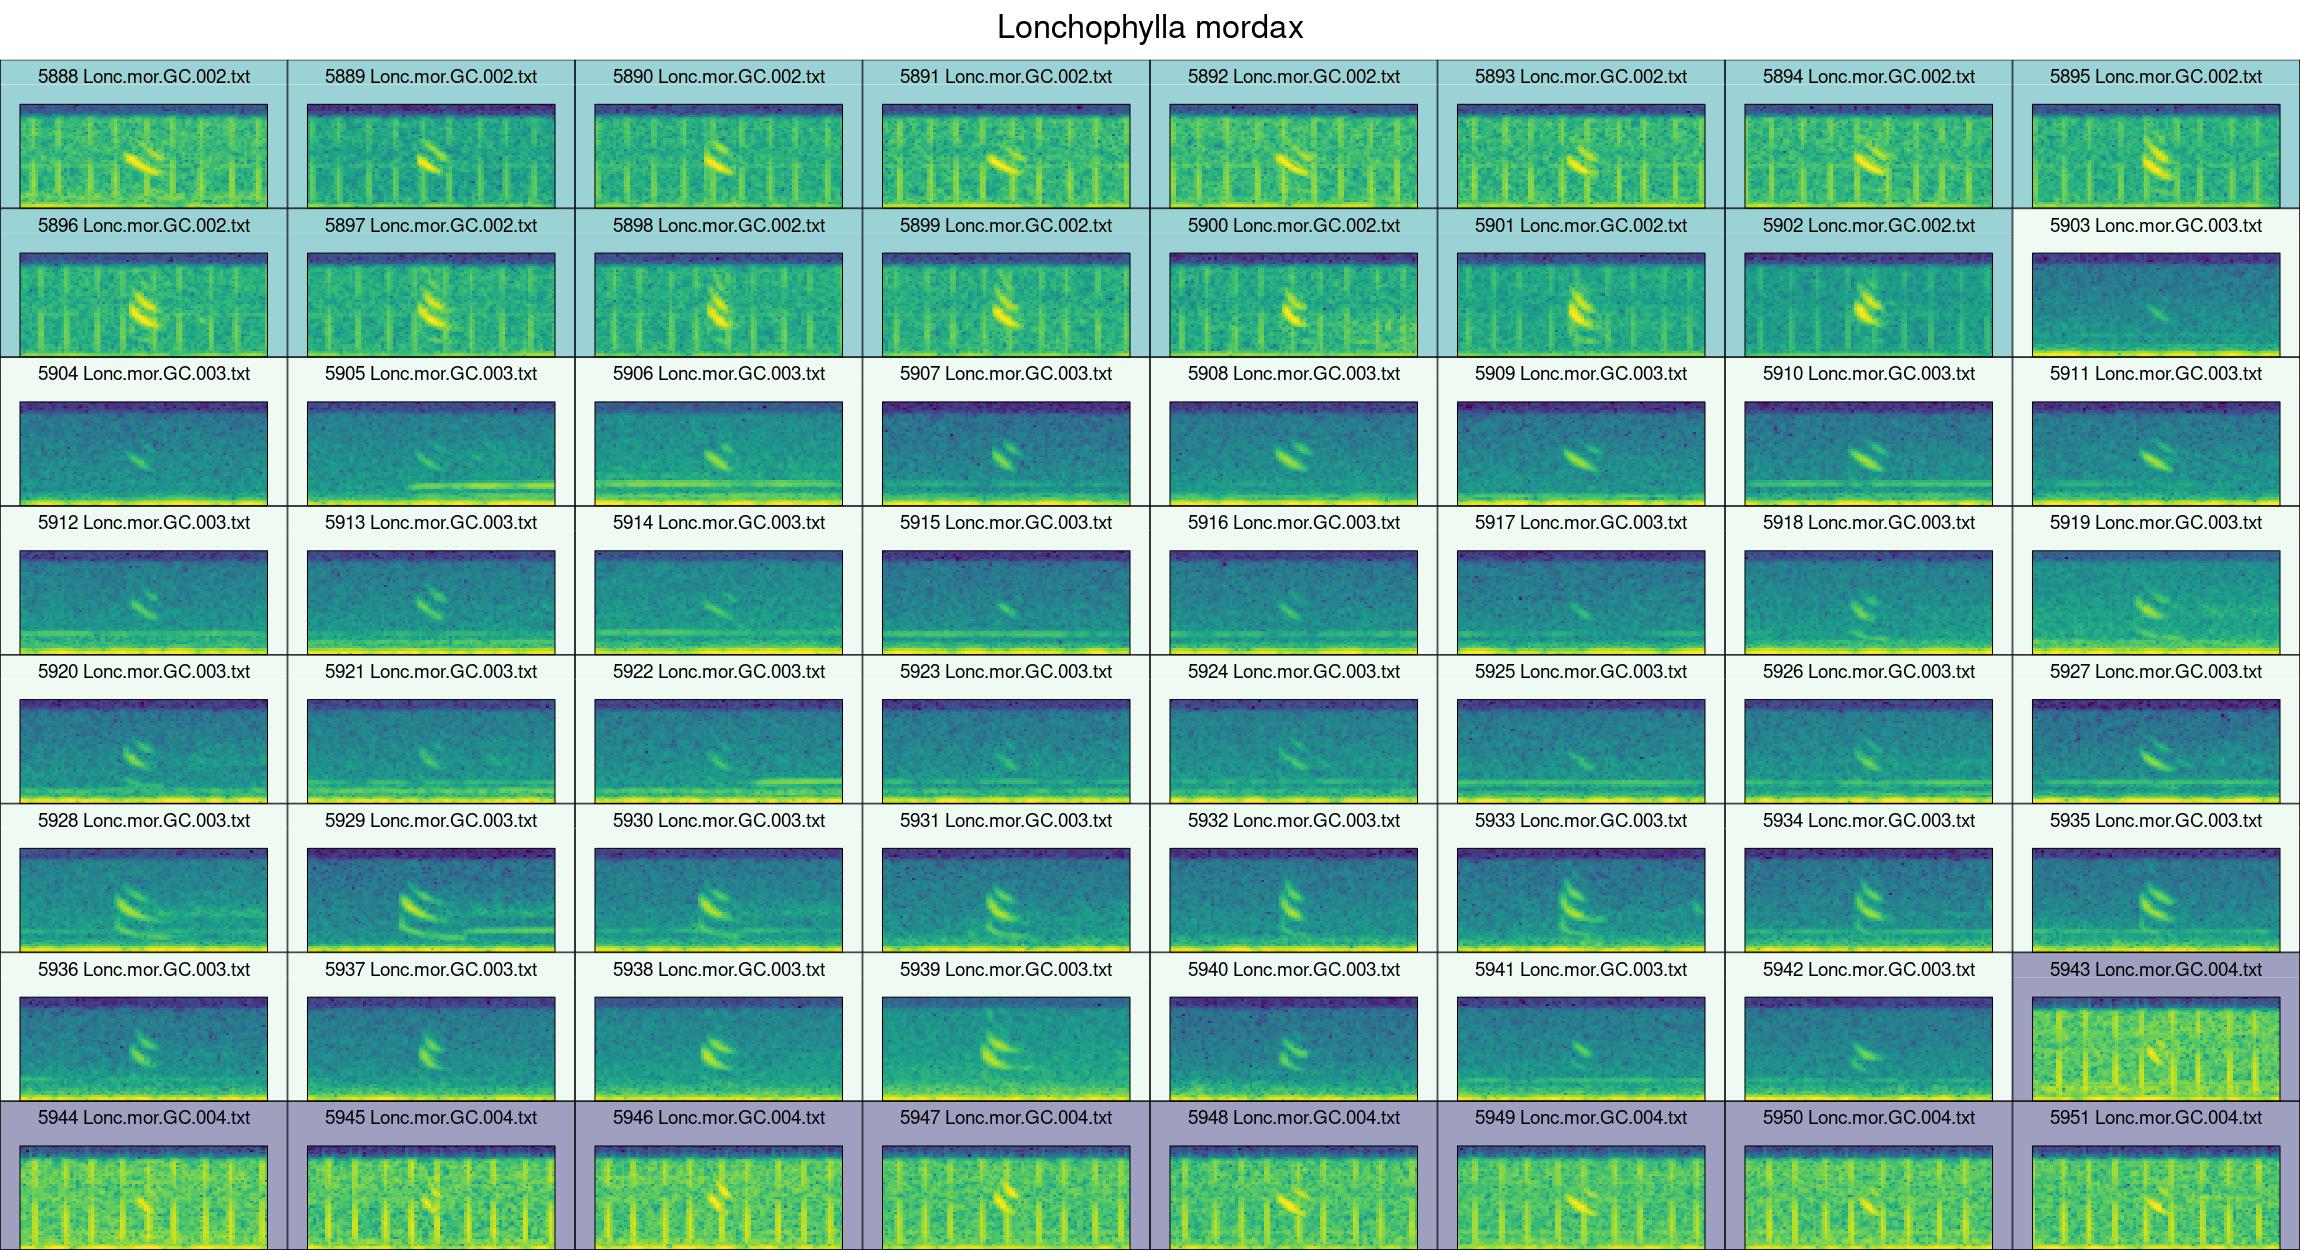 Lonchophylla mordax
5888 Lonc.mor.GC.002.txt 5889 Lonc.mor.GC.002.txt 5890 Lonc.mor.GC.002.txt 5891 Lonc.mor.GC.002.txt 5892 Lonc.mor.GC.002.txt 5893 Lonc.mor.GC.002.txt 5894 Lonc.mor.GC.002.txt 5895 Lonc.mor.GC.002.txt
5896 Lonc.mor.GC.002.txt 5897 Lonc.mor.GC.002.txt 5898 Lonc.mor.GC.002.txt 5899 Lonc.mor.GC.002.txt 5900 Lonc.mor.GC.002.txt 5901 Lonc.mor.GC.002.txt 5902 Lonc.mor.GC.002.txt 5903 Lonc.mor.GC.003.txt
5904 Lonc.mor.GC.003.txt 5905 Lonc.mor.GC.003.txt 5906 Lonc.mor.GC.003.txt 5907 Lonc.mor.GC.003.txt 5908 Lonc.mor.GC.003.txt 5909 Lonc.mor.GC.003.txt 5910 Lonc.mor.GC.003.txt 5911 Lonc.mor.GC.003.txt
5912 Lonc.mor.GC.003.txt 5913 Lonc.mor.GC.003.txt 5914 Lonc.mor.GC.003.txt 5915 Lonc.mor.GC.003.txt 5916 Lonc.mor.GC.003.txt 5917 Lonc.mor.GC.003.txt 5918 Lonc.mor.GC.003.txt 5919 Lonc.mor.GC.003.txt
5920 Lonc.mor.GC.003.txt 5921 Lonc.mor.GC.003.txt 5922 Lonc.mor.GC.003.txt 5923 Lonc.mor.GC.003.txt 5924 Lonc.mor.GC.003.txt 5925 Lonc.mor.GC.003.txt 5926 Lonc.mor.GC.003.txt 5927 Lonc.mor.GC.003.txt
5928 Lonc.mor.GC.003.txt 5929 Lonc.mor.GC.003.txt 5930 Lonc.mor.GC.003.txt 5931 Lonc.mor.GC.003.txt 5932 Lonc.mor.GC.003.txt 5933 Lonc.mor.GC.003.txt 5934 Lonc.mor.GC.003.txt 5935 Lonc.mor.GC.003.txt
5936 Lonc.mor.GC.003.txt 5937 Lonc.mor.GC.003.txt 5938 Lonc.mor.GC.003.txt 5939 Lonc.mor.GC.003.txt 5940 Lonc.mor.GC.003.txt 5941 Lonc.mor.GC.003.txt 5942 Lonc.mor.GC.003.txt 5943 Lonc.mor.GC.004.txt
5944 Lonc.mor.GC.004.txt 5945 Lonc.mor.GC.004.txt 5946 Lonc.mor.GC.004.txt 5947 Lonc.mor.GC.004.txt 5948 Lonc.mor.GC.004.txt 5949 Lonc.mor.GC.004.txt 5950 Lonc.mor.GC.004.txt 5951 Lonc.mor.GC.004.txt